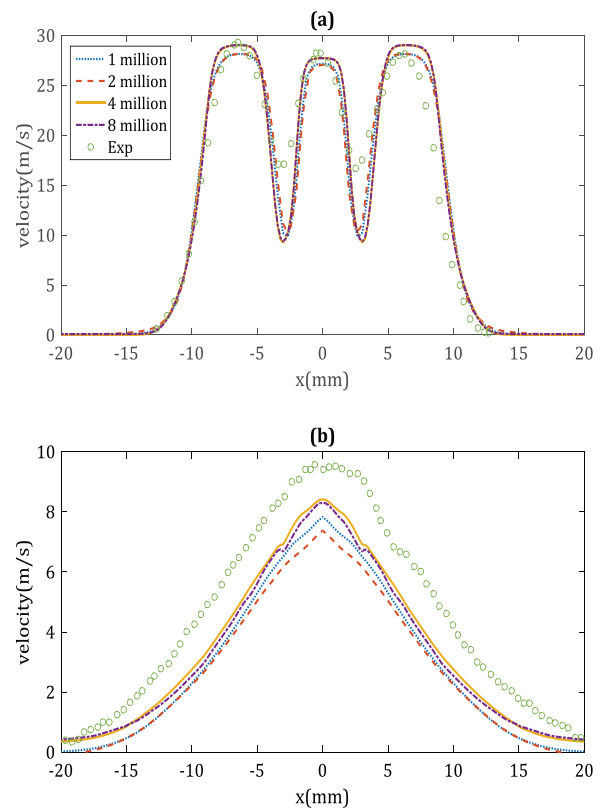 (a)
30
25
20
15
10
5
0
velocity(m/s)
1 million
2 million
4 million
8 million
Exp
-20 -15 -10 -5 0 5 10 15 20
x(mm)
(b)
10
8
6
4
2
0
velocity(m/s)
-20 -15 -10 -5 0 5 10 15 20
x(mm)